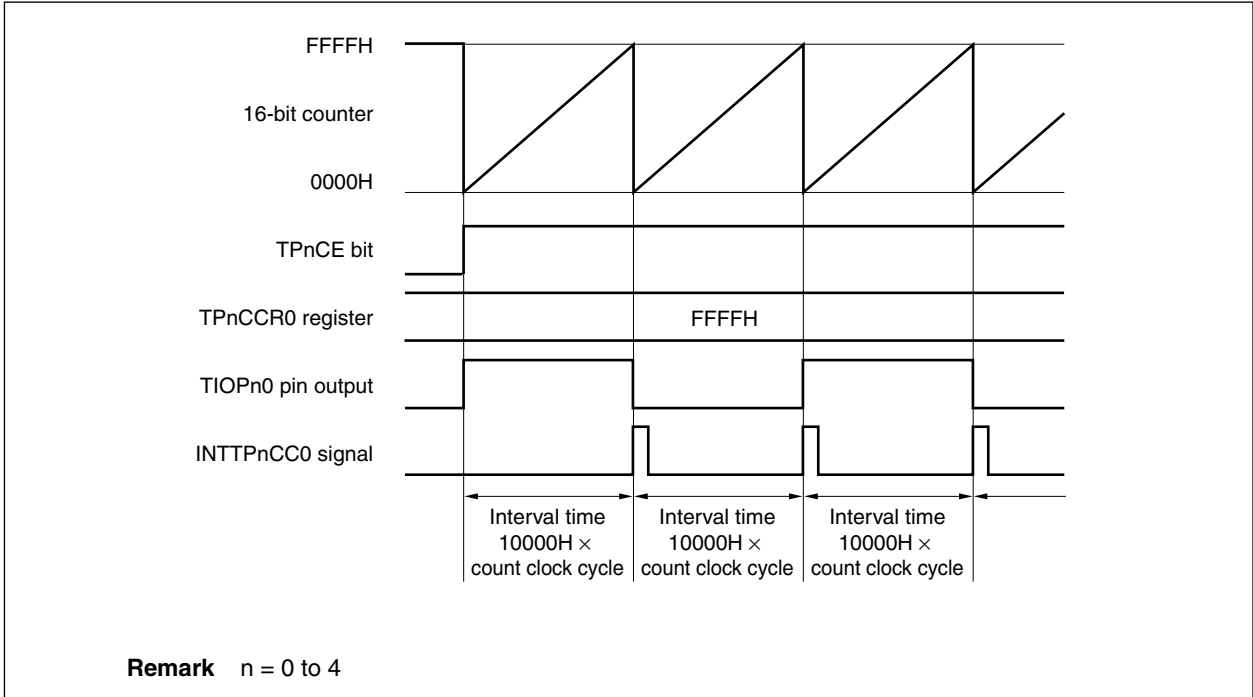 FFFFH
16-bit counter
0000H
TPnCE bit
TPnCCR0 register
FFFFH
TIOPn0 pin output
INTTPnCC0 signal
Interval time
10000H ×
count clock cycle
Interval time
10000H ×
count clock cycle
Interval time
10000H ×
count clock cycle
Remark n = 0 to 4